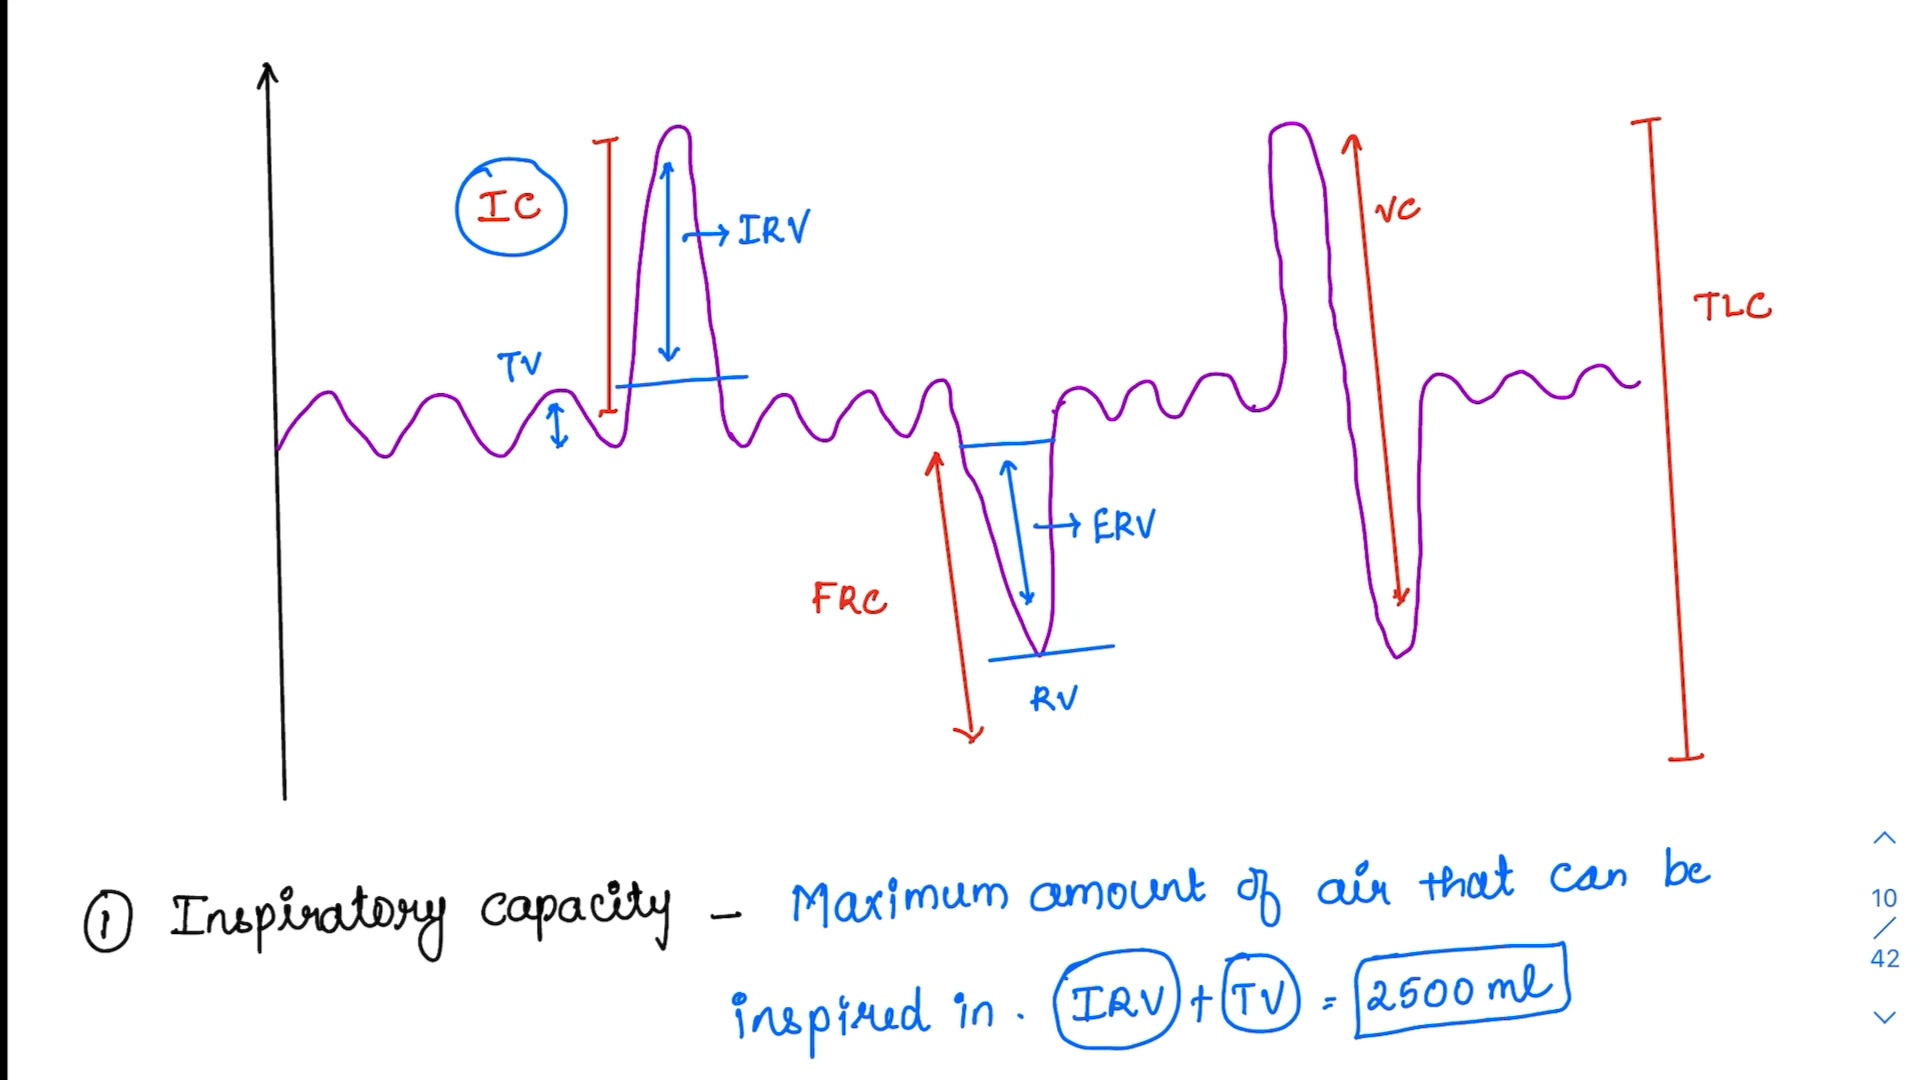 IC
IRV
TV
VC
TLC
ERV
FRC
RV
① Inspiratory capacity - Maximum amount of air that can be
inspired in. IRV + TV = 2500 ml
10
/
42